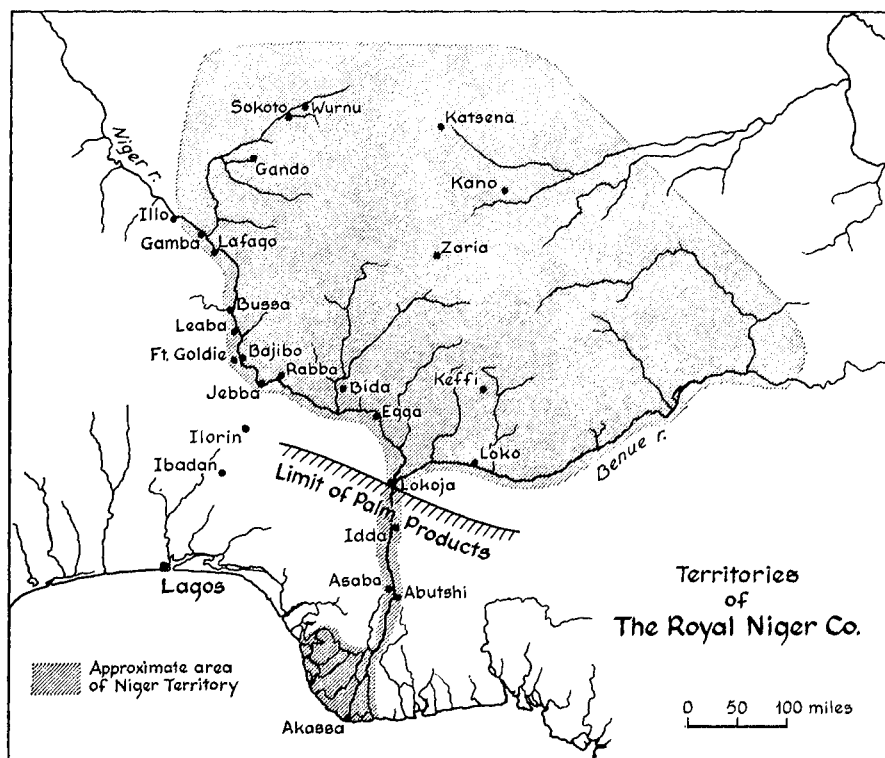 Sokoto
Wurnu
Katsena
Niger r.
Gando
Kano
Illo
Gamba
Lafago
Zaria
Bussa
Leaba
Ft. Goldie
Bajibo
Rabba
Jebba
Bida
Keffi
Egga
Ilorin
Loko
Benue r.
Ibadan
Lokoja
Limit of Palm Products
Idda
Lagos
Asaba
Abutshi
Territories
of
The Royal Niger Co.
Approximate area
of Niger Territory
0 50 100 miles
Akassa